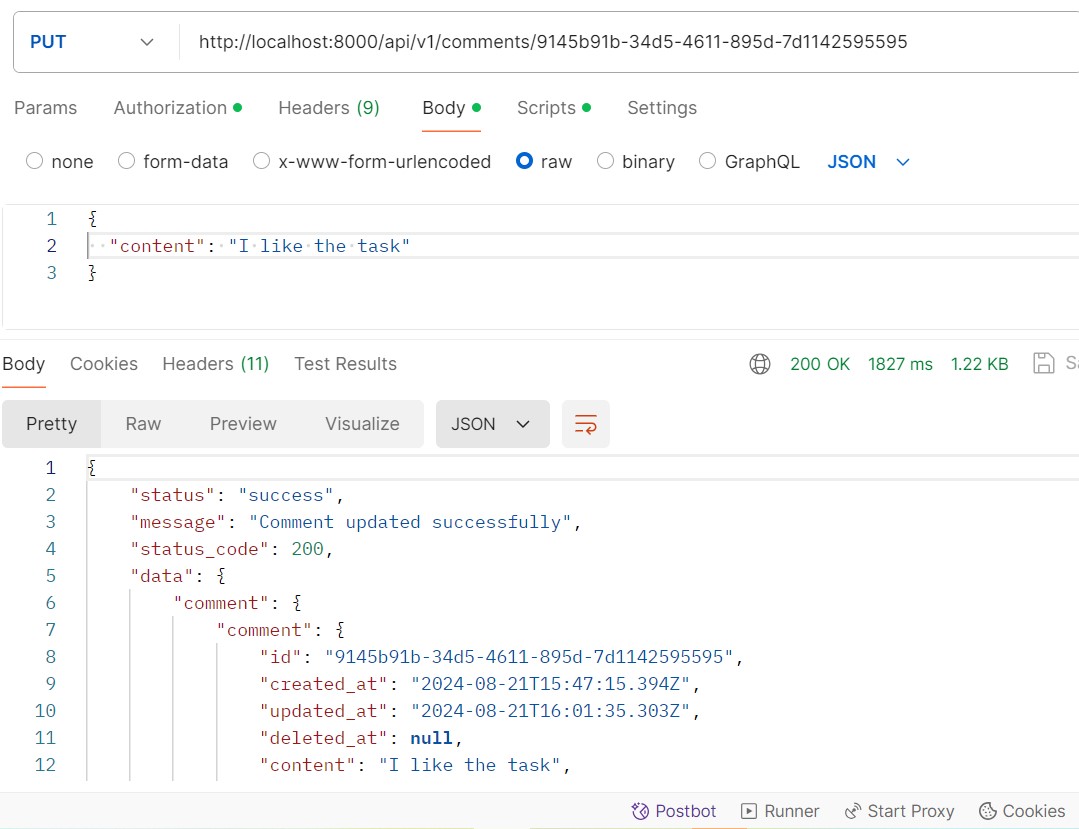 PUT http://localhost:8000/api/v1/comments/9145b91b-34d5-4611-895d-7d1142595595
Params Authorization Headers (9) Body Scripts Settings
none form-data x-www-form-urlencoded raw binary GraphQL JSON
1 {
2 "content": "I like the task"
3 }
Body Cookies Headers (11) Test Results 200 OK 1827 ms 1.22 KB Sa
Pretty Raw Preview Visualize JSON
1 {
2 "status": "success",
3 "message": "Comment updated successfully",
4 "status_code": 200,
5 "data": {
6 "comment": {
7 "comment": {
8 "id": "9145b91b-34d5-4611-895d-7d1142595595",
9 "created_at": "2024-08-21T15:47:15.394Z",
10 "updated_at": "2024-08-21T16:01:35.303Z",
11 "deleted_at": null,
12 "content": "I like the task",
Postbot Runner Start Proxy Cookies